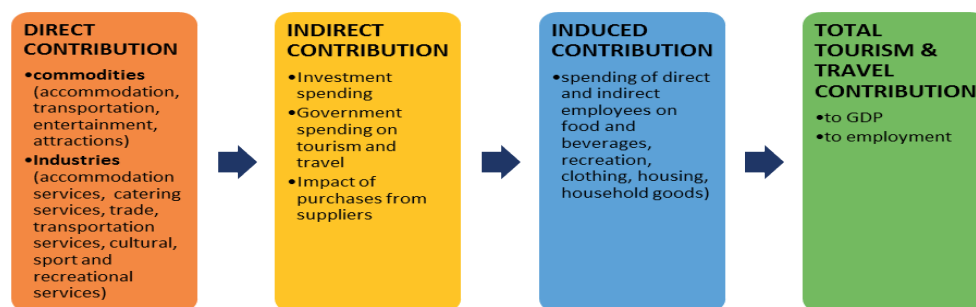 DIRECT
CONTRIBUTION
•commodities
(accommodation,
transportation,
entertainment,
attractions)
•Industries
(accommodation
services, catering
services, trade,
transportation
services, cultural,
sport and
recreational
services)
INDIRECT
CONTRIBUTION
•Investment
spending
•Government
spending on
tourism and
travel
•Impact of
purchases from
suppliers
INDUCED
CONTRIBUTION
•spending of direct
and indirect
employees on
food and
beverages,
recreation,
clothing, housing,
household goods)
TOTAL
TOURISM &
TRAVEL
CONTRIBUTION
•to GDP
•to employment